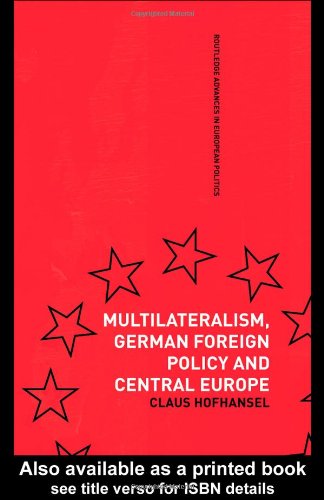 ROUTLEDGE ADVANCES IN EUROPEAN POLITICS
MULTILATERALISM,
GERMAN FOREIGN
POLICY AND
CENTRAL EUROPE
CLAUS HOFHANSEL
Also available as a printed book
see title verso for ISBN details